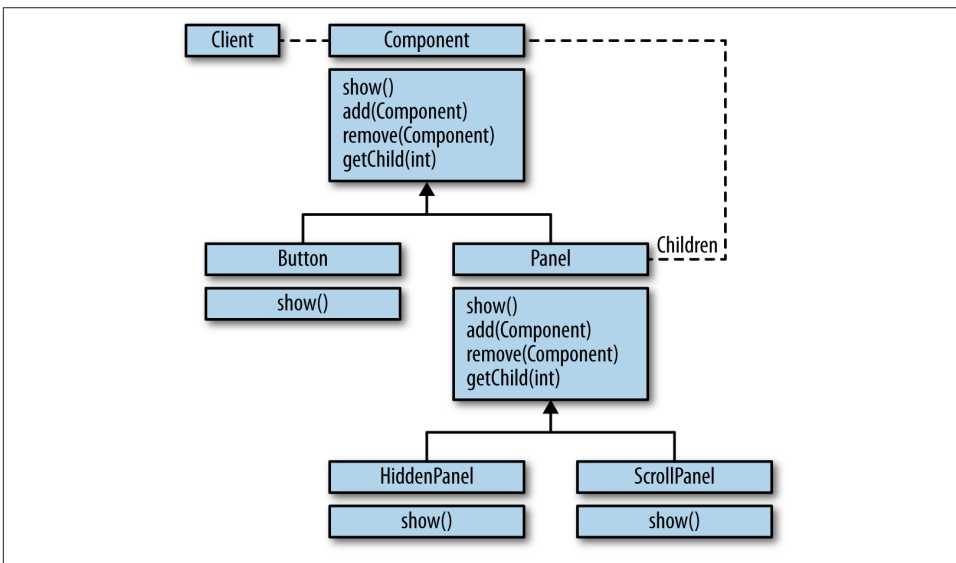 Client
Component
show()
add(Component)
remove(Component)
getChild(int)
Children
Button
Panel
show()
show()
add(Component)
remove(Component)
getChild(int)
HiddenPanel
ScrollPanel
show()
show()